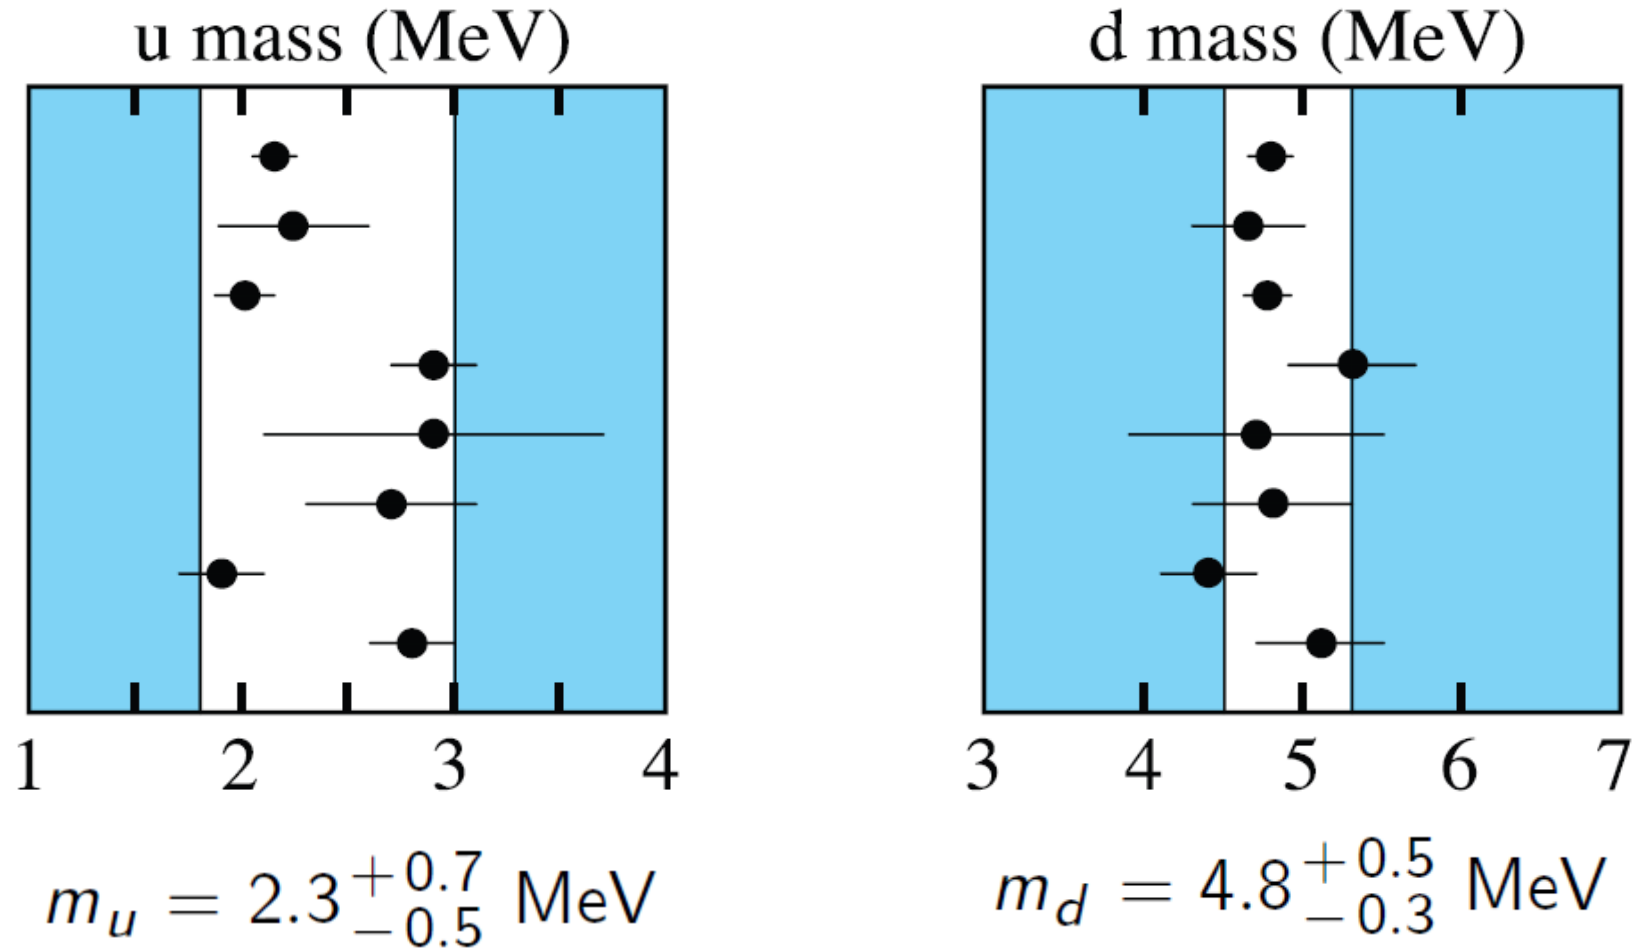 u mass (MeV)
d mass (MeV)
1 2 3 4
3 4 5 6 7
m_u = 2.3 +0.7 −0.5 MeV
m_d = 4.8 +0.5 −0.3 MeV